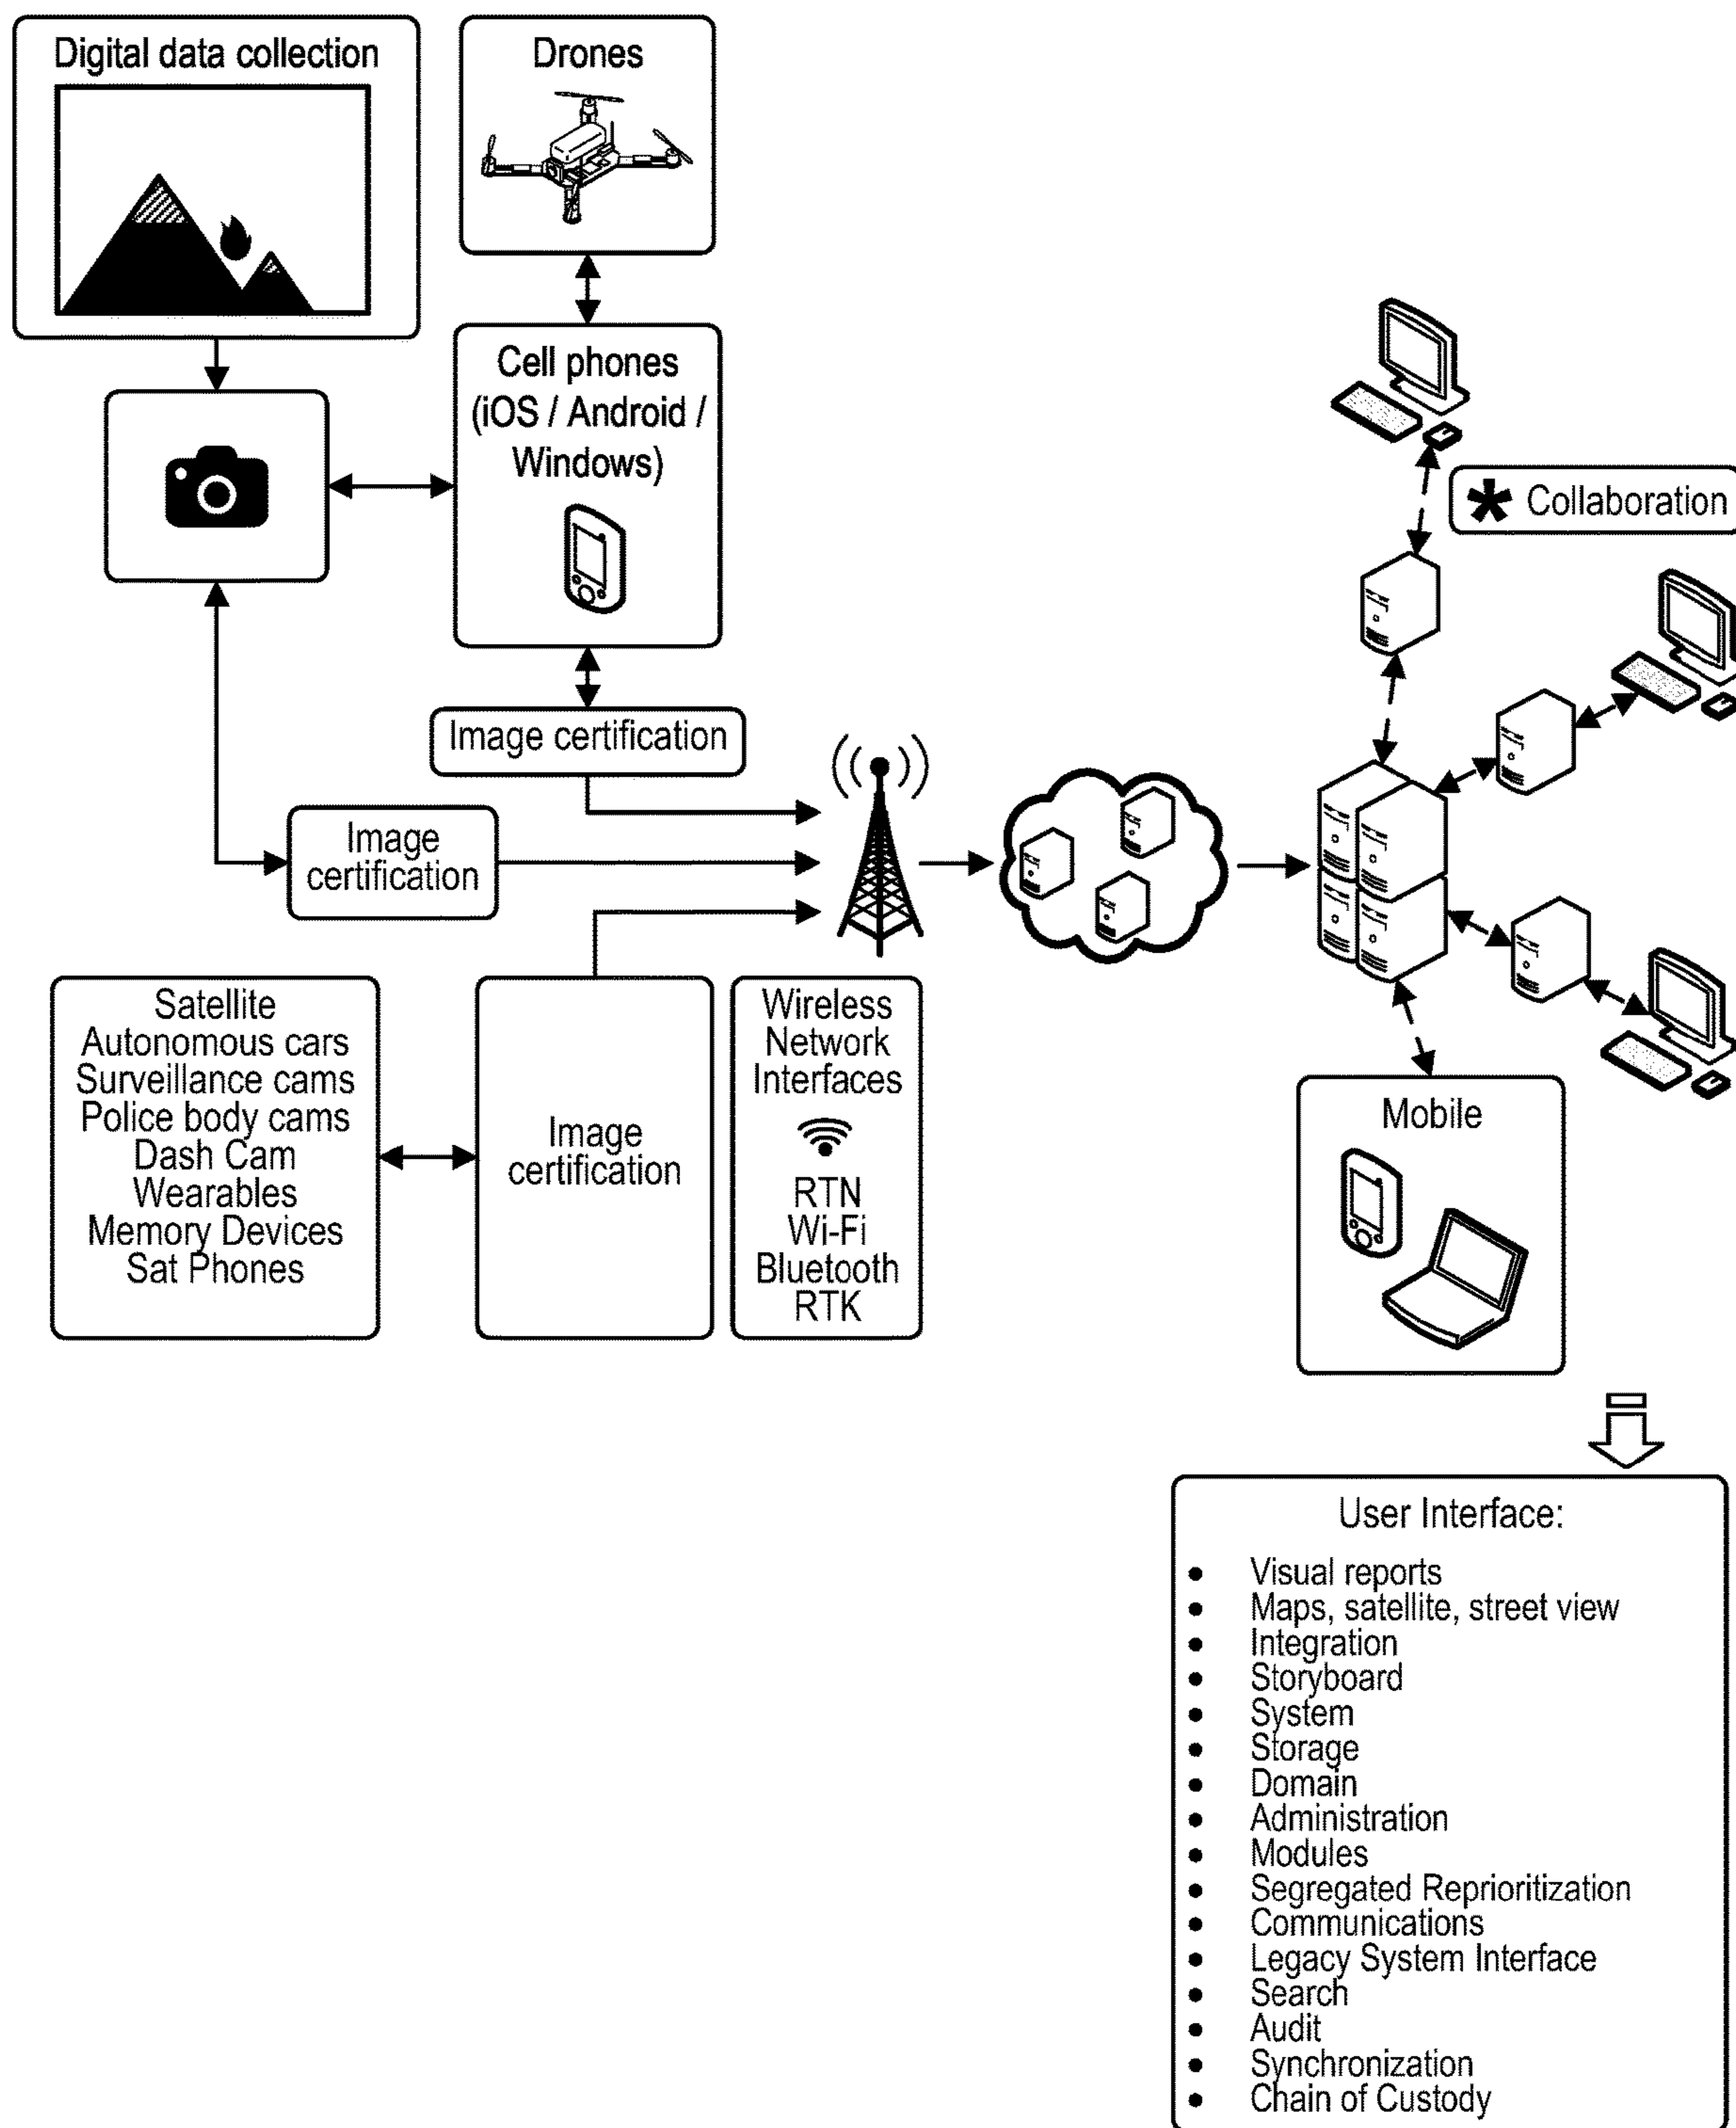 Digital data collection
Drones
Cell phones
(iOS / Android /
Windows)
* Collaboration
Image certification
Image
certification
Satellite
Autonomous cars
Surveillance cams
Police body cams
Dash Cam
Wearables
Memory Devices
Sat Phones
Image
certification
Wireless
Network
Interfaces
RTN
Wi-Fi
Bluetooth
RTK
Mobile
User Interface:
• Visual reports
• Maps, satellite, street view
• Integration
• Storyboard
• System
• Storage
• Domain
• Administration
• Modules
• Segregated Reprioritization
• Communications
• Legacy System Interface
• Search
• Audit
• Synchronization
• Chain of Custody